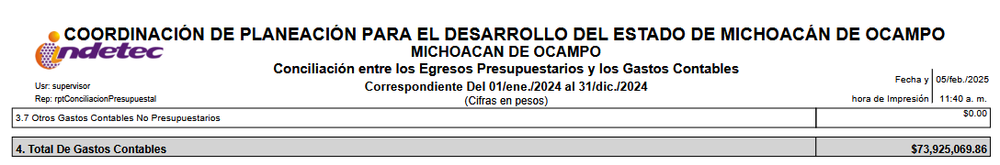 COORDINACIÓN DE PLANEACIÓN PARA EL DESARROLLO DEL ESTADO DE MICHOACÁN DE OCAMPO
indetec
MICHOACAN DE OCAMPO
Conciliación entre los Egresos Presupuestarios y los Gastos Contables
Usr: supervisor
Correspondiente Del 01/ene./2024 al 31/dic./2024
Fecha y 05/feb./2025
Rep: rptConciliacionPresupuestal
(Cifras en pesos)
hora de Impresión 11:40 a. m.
3.7 Otros Gastos Contables No Presupuestarios $0.00
4. Total De Gastos Contables $73,925,069.86